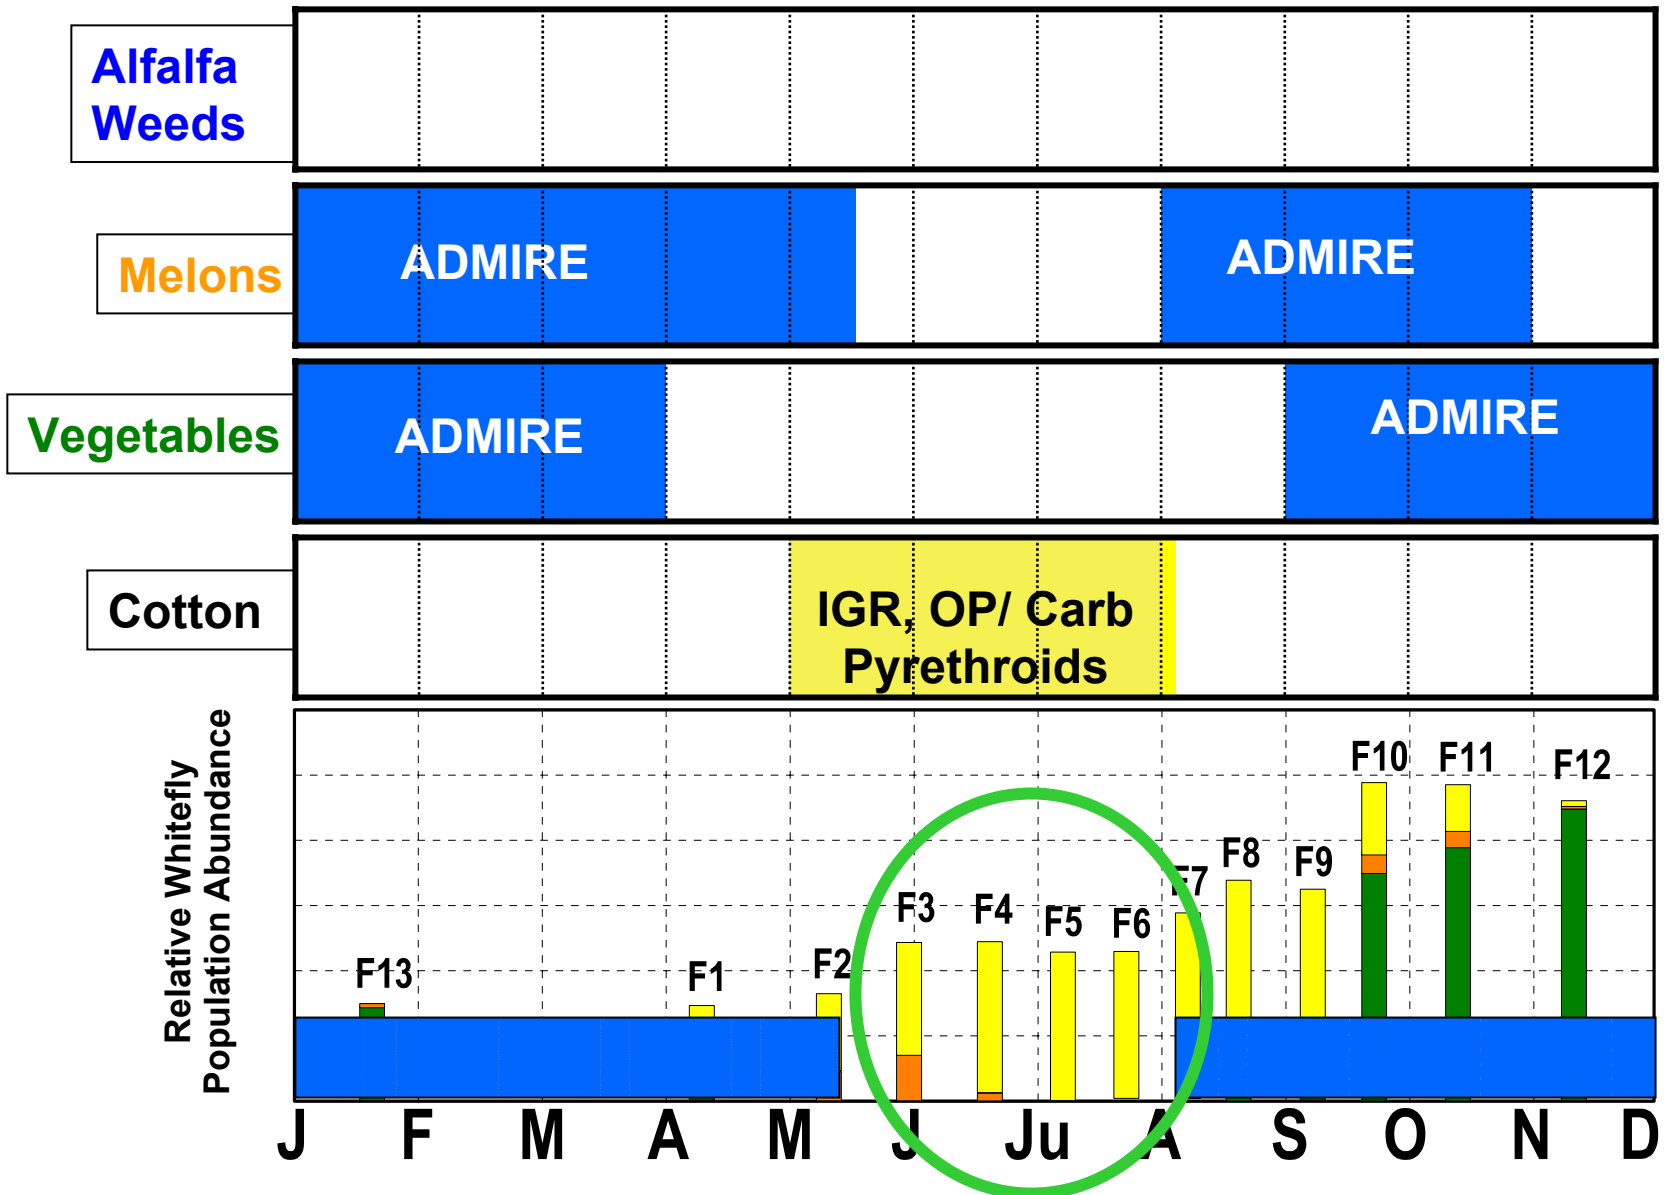 Alfalfa
Weeds
Melons
ADMIRE
ADMIRE
Vegetables
ADMIRE
ADMIRE
Cotton
IGR, OP/ Carb
Pyrethroids
Relative Whitefly
Population Abundance
F13
F1
F2
F3
F4
F5
F6
F7
F8
F9
F10
F11
F12
J F M A M J Ju A S O N D